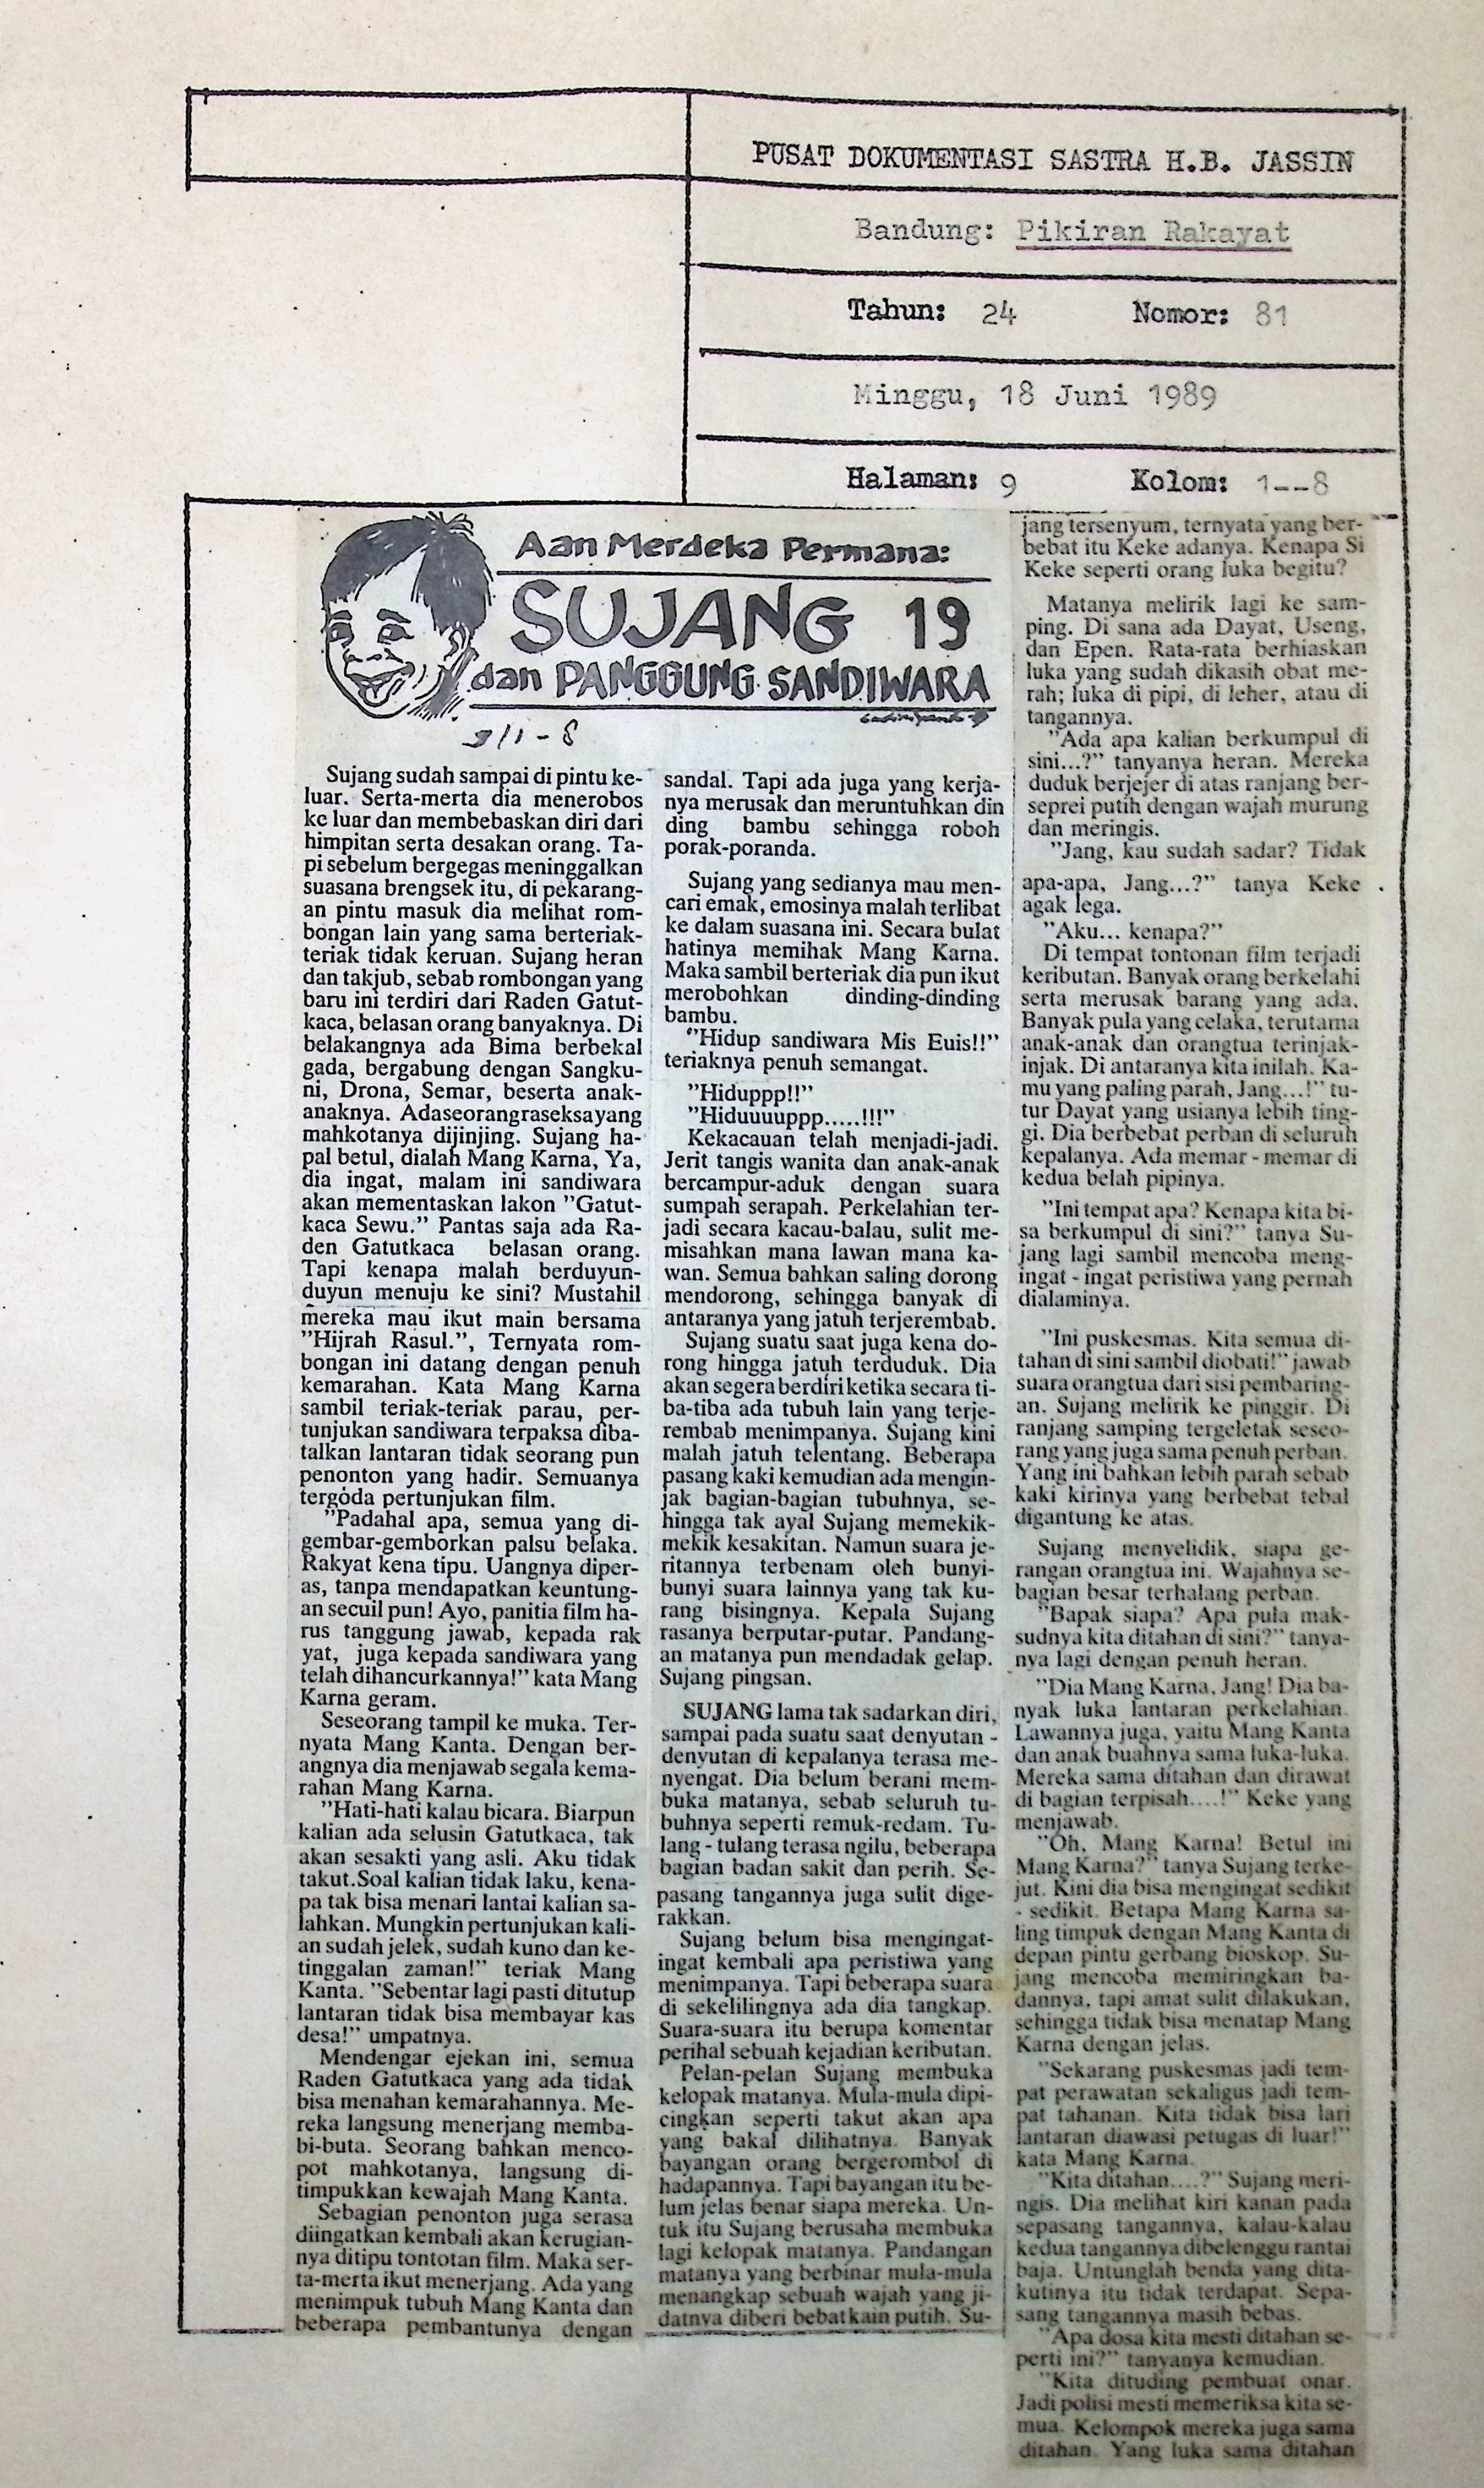 PUSAT DOKUMENTASI SASTRA H.B. JASSIN
Bandung: Pikiran Rakayat
Tahun: 24 Nomor: 81
Minggu, 18 Juni 1989
Halaman: 9 Kolom: 1--8
Aan Merdeka Permana:
SUJANG 19
dan PANGGUNG SANDIWARA
9/1-8
Sujang sudah sampai di pintu ke-
luar. Serta-merta dia menerobos
ke luar dan membebaskan diri dari
himpitan serta desakan orang. Ta-
pi sebelum bergegas meninggalkan
suasana brengsek itu, di pekarang-
an pintu masuk dia melihat rom-
bongan lain yang sama berteriak-
teriak tidak keruan. Sujang heran
dan takjub, sebab rombongan yang
baru ini terdiri dari Raden Gatut-
kaca, belasan orang banyaknya. Di
belakangnya ada Bima berbekal
gada, bergabung dengan Sangku-
ni, Drona, Semar, beserta anak-
anaknya. Adaseorangraseksayang
mahkotanya dijinjing. Sujang ha-
pal betul, dialah Mang Karna, Ya,
dia ingat, malam ini sandiwara
akan mementaskan lakon "Gatut-
kaca Sewu." Pantas saja ada Ra-
den Gatutkaca belasan orang.
Tapi kenapa malah berduyun-
duyun menuju ke sini? Mustahil
mereka mau ikut main bersama
"Hijrah Rasul.", Ternyata rom-
bongan ini datang dengan penuh
kemarahan. Kata Mang Karna
sambil teriak-teriak parau, per-
tunjukan sandiwara terpaksa diba-
talkan lantaran tidak seorang pun
penonton yang hadir. Semuanya
tergoda pertunjukan film.
"Padahal apa, semua yang di-
gembar-gemborkan palsu belaka.
Rakyat kena tipu. Uangnya diper-
as, tanpa mendapatkan keuntung-
an secuil pun! Ayo, panitia film ha-
rus tanggung jawab, kepada rak
yat, juga kepada sandiwara yang
telah dihancurkannya!" kata Mang
Karna geram.
Seseorang tampil ke muka. Ter-
nyata Mang Kanta. Dengan ber-
angnya dia menjawab segala kema-
rahan Mang Karna.
"Hati-hati kalau bicara. Biarpun
kalian ada selusin Gatutkaca, tak
akan sesakti yang asli. Aku tidak
takut.Soal kalian tidak laku, kena-
pa tak bisa menari lantai kalian sa-
lahkan. Mungkin pertunjukan kali-
an sudah jelek, sudah kuno dan ke-
tinggalan zaman!" teriak Mang
Kanta. "Sebentar lagi pasti ditutup
lantaran tidak bisa membayar kas
desa!" umpatnya.
Mendengar ejekan ini, semua
Raden Gatutkaca yang ada tidak
bisa menahan kemarahannya. Me-
reka langsung menerjang memba-
bi-buta. Seorang bahkan menco-
pot mahkotanya, langsung di-
timpukkan kewajah Mang Kanta.
Sebagian penonton juga serasa
diingatkan kembali akan kerugian-
nya ditipu tontotan film. Maka ser-
ta-merta ikut menerjang. Ada yang
menimpuk tubuh Mang Kanta dan
beberapa pembantunya dengan
sandal. Tapi ada juga yang kerja-
nya merusak dan meruntuhkan din
ding bambu sehingga roboh
porak-poranda.
Sujang yang sedianya mau men-
cari emak, emosinya malah terlibat
ke dalam suasana ini. Secara bulat
hatinya memihak Mang Karna.
Maka sambil berteriak dia pun ikut
merobohkan dinding-dinding
bambu.
"Hidup sandiwara Mis Euis!!"
teriaknya penuh semangat.
"Hiduppp!!"
"Hiduuuuppp.....!!!"
Kekacauan telah menjadi-jadi.
Jerit tangis wanita dan anak-anak
bercampur-aduk dengan suara
sumpah serapah. Perkelahian ter-
jadi secara kacau-balau, sulit me-
misahkan mana lawan mana ka-
wan. Semua bahkan saling dorong
mendorong, sehingga banyak di
antaranya yang jatuh terjerembab.
Sujang suatu saat juga kena do-
rong hingga jatuh terduduk. Dia
akan segera berdiri ketika secara ti-
ba-tiba ada tubuh lain yang terje-
rembab menimpanya. Sujang kini
malah jatuh telentang. Beberapa
pasang kaki kemudian ada mengin-
jak bagian-bagian tubuhnya, se-
hingga tak ayal Sujang memekik-
mekik kesakitan. Namun suara je-
ritannya terbenam oleh bunyi-
bunyi suara lainnya yang tak ku-
rang bisingnya. Kepala Sujang
rasanya berputar-putar. Pandang-
an matanya pun mendadak gelap.
Sujang pingsan.
SUJANG lama tak sadarkan diri,
sampai pada suatu saat denyutan -
denyutan di kepalanya terasa me-
nyengat. Dia belum berani mem-
buka matanya, sebab seluruh tu-
buhnya seperti remuk-redam. Tu-
lang - tulang terasa ngilu, beberapa
bagian badan sakit dan perih. Se-
pasang tangannya juga sulit dige-
rakkan.
Sujang belum bisa mengingat-
ingat kembali apa peristiwa yang
menimpanya. Tapi beberapa suara
di sekelilingnya ada dia tangkap.
Suara-suara itu berupa komentar
perihal sebuah kejadian keributan.
Pelan-pelan Sujang membuka
kelopak matanya. Mula-mula dipi-
cingkan seperti takut akan apa
yang bakal dilihatnya. Banyak
bayangan orang bergerombol di
hadapannya. Tapi bayangan itu be-
lum jelas benar siapa mereka. Un-
tuk itu Sujang berusaha membuka
lagi kelopak matanya. Pandangan
matanya yang berbinar mula-mula
menangkap sebuah wajah yang ji-
datnya diberi bebat kain putih. Su-
jang tersenyum, ternyata yang ber-
bebat itu Keke adanya. Kenapa Si
Keke seperti orang luka begitu?
Matanya melirik lagi ke sam-
ping. Di sana ada Dayat, Useng,
dan Epen. Rata-rata berhiaskan
luka yang sudah dikasih obat me-
rah; luka di pipi, di leher, atau di
tangannya.
"Ada apa kalian berkumpul di
sini...?" tanyanya heran. Mereka
duduk berjejer di atas ranjang ber-
seprei putih dengan wajah murung
dan meringis.
"Jang, kau sudah sadar? Tidak
apa-apa, Jang...?" tanya Keke
agak lega.
"Aku... kenapa?"
Di tempat tontonan film terjadi
keributan. Banyak orang berkelahi
serta merusak barang yang ada.
Banyak pula yang celaka, terutama
anak-anak dan orangtua terinjak-
injak. Di antaranya kita inilah. Ka-
mu yang paling parah, Jang...!" tu-
tur Dayat yang usianya lebih ting-
gi. Dia berbebat perban di seluruh
kepalanya. Ada memar - memar di
kedua belah pipinya.
"Ini tempat apa? Kenapa kita bi-
sa berkumpul di sini?" tanya Su-
jang lagi sambil mencoba meng-
ingat - ingat peristiwa yang pernah
dialaminya.
"Ini puskesmas. Kita semua di-
tahan di sini sambil diobati!" jawab
suara orangtua dari sisi pembaring-
an. Sujang melirik ke pinggir. Di
ranjang samping tergeletak seseo-
rang yang juga sama penuh perban.
Yang ini bahkan lebih parah sebab
kaki kirinya yang berbebat tebal
digantung ke atas.
Sujang menyelidik, siapa ge-
rangan orangtua ini. Wajahnya se-
bagian besar terhalang perban.
"Bapak siapa? Apa pula mak-
sudnya kita ditahan di sini?" tanya-
nya lagi dengan penuh heran.
"Dia Mang Karna, Jang! Dia ba-
nyak luka lantaran perkelahian.
Lawannya juga, yaitu Mang Kanta
dan anak buahnya sama luka-luka.
Mereka sama ditahan dan dirawat
di bagian terpisah....!" Keke yang
menjawab.
"Oh, Mang Karna! Betul ini
Mang Karna?" tanya Sujang terke-
jut. Kini dia bisa mengingat sedikit
- sedikit. Betapa Mang Karna sa-
ling timpuk dengan Mang Kanta di
depan pintu gerbang bioskop. Su-
jang mencoba memiringkan ba-
dannya, tapi amat sulit dilakukan,
sehingga tidak bisa menatap Mang
Karna dengan jelas.
"Sekarang puskesmas jadi tem-
pat perawatan sekaligus jadi tem-
pat tahanan. Kita tidak bisa lari
lantaran diawasi petugas di luar!"
kata Mang Karna.
"Kita ditahan....?" Sujang meri-
ngis. Dia melihat kiri kanan pada
sepasang tangannya, kalau-kalau
kedua tangannya dibelenggu rantai
baja. Untunglah benda yang dita-
kutinya itu tidak terdapat. Sepa-
sang tangannya masih bebas.
"Apa dosa kita mesti ditahan se-
perti ini?" tanyanya kemudian.
"Kita dituding pembuat onar.
Jadi polisi mesti memeriksa kita se-
mua. Kelompok mereka juga sama
ditahan. Yang luka sama ditahan